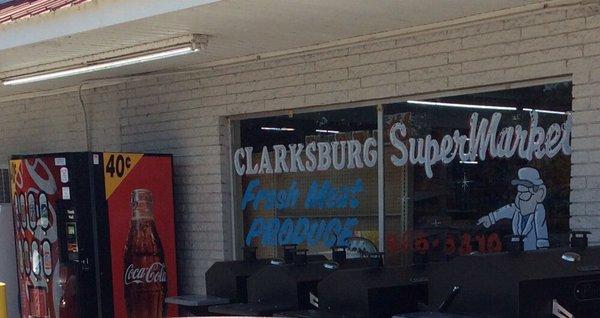 CLARKSBURG SuperMarket
Fresh Meat
PRODUCE
40¢
Coca-Cola